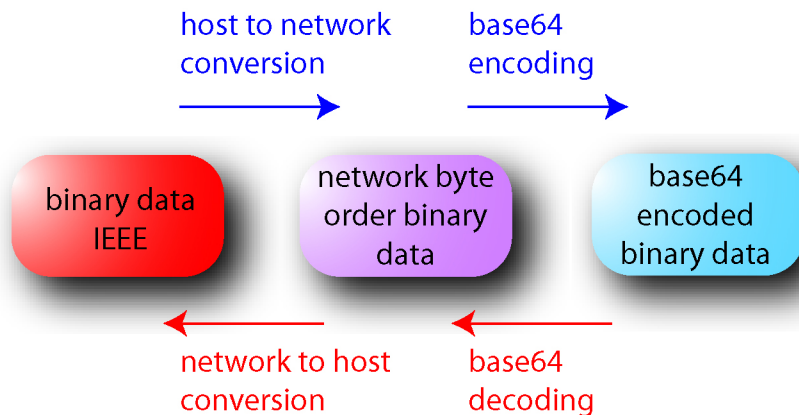 host to network
conversion
base64
encoding
binary data
IEEE
network byte
order binary
data
base64
encoded
binary data
network to host
conversion
base64
decoding